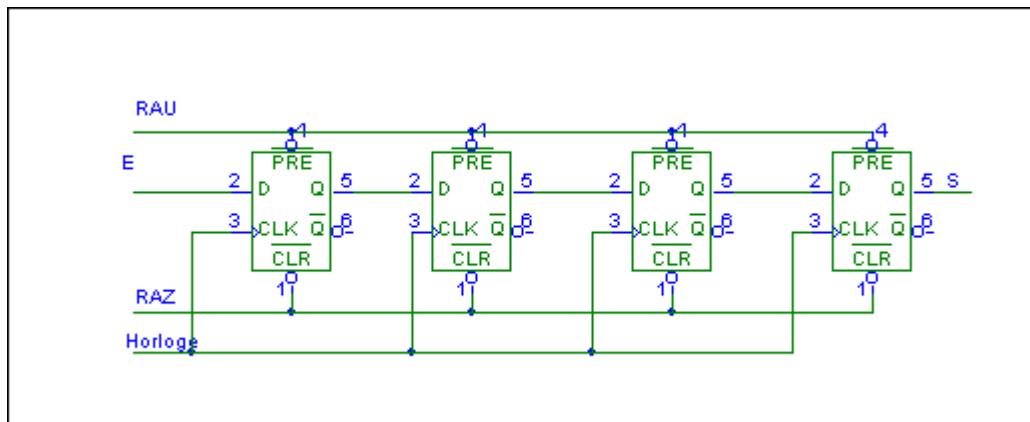 RAU
4 4 4 4
E
PRE PRE PRE PRE
2 D Q 5 2 D Q 5 2 D Q 5 2 D Q 5 S
3 CLK Q 6 3 CLK Q 6 3 CLK Q 6 3 CLK Q 6
CLR CLR CLR CLR
1 1 1 1
RAZ
Horloge